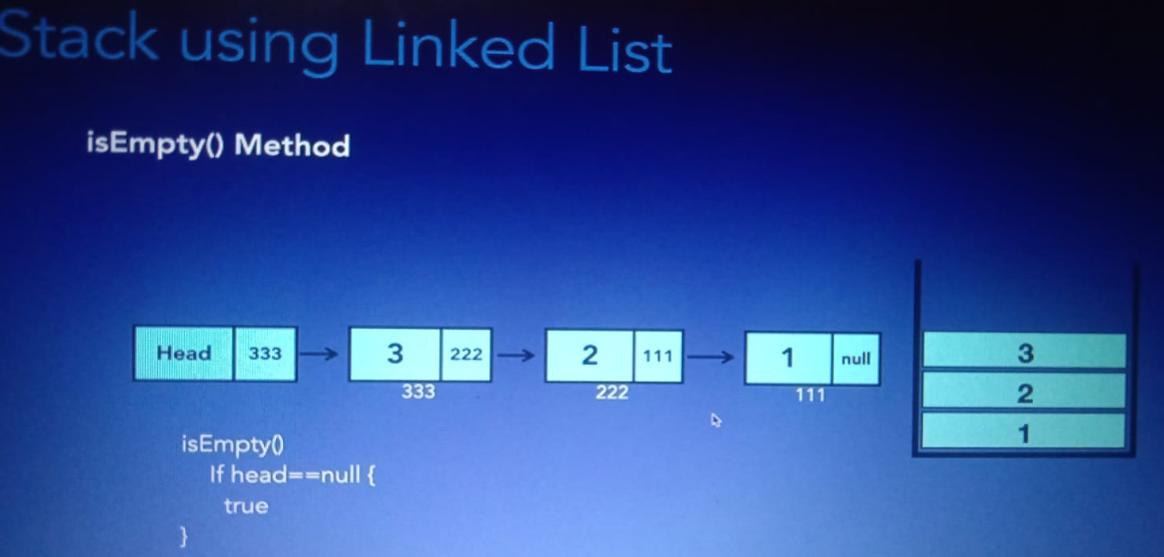 Stack using Linked List
isEmpty() Method
Head 333 3 222 2 111 1 null
333 222 111
3
2
1
isEmpty()
If head==null {
true
}